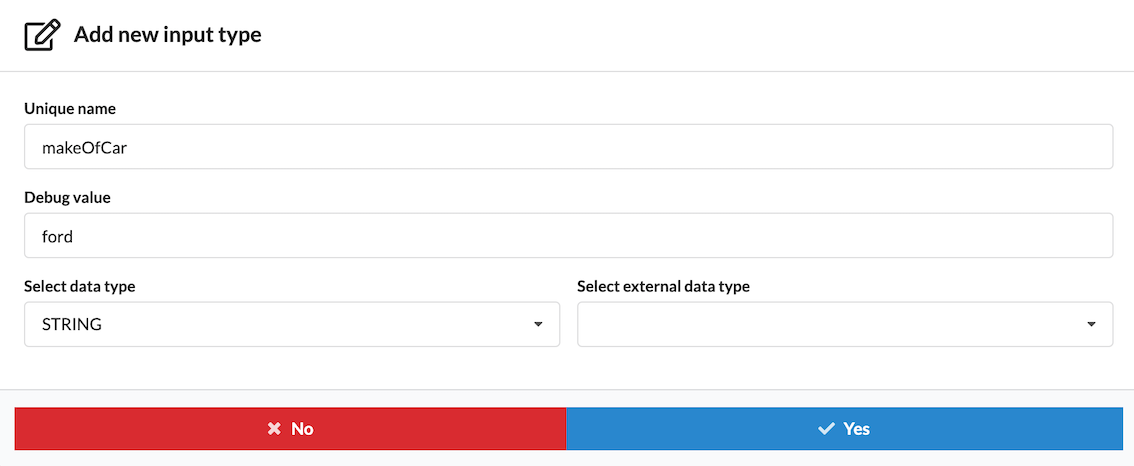 Add new input type
Unique name
makeOfCar
Debug value
ford
Select data type
Select external data type
STRING
No
Yes